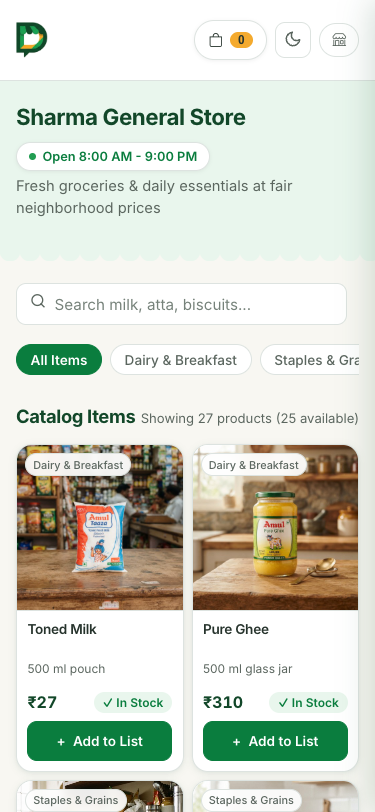 0
Sharma General Store
Open 8:00 AM - 9:00 PM
Fresh groceries & daily essentials at fair
neighborhood prices
Search milk, atta, biscuits...
All Items
Dairy & Breakfast
Staples & Gra
Catalog Items
Showing 27 products (25 available)
Dairy & Breakfast
Amul
Taaza
Toned Milk
500 ml pouch
₹27
✓ In Stock
+ Add to List
Dairy & Breakfast
Amul
Pure Ghee
Pure Ghee
500 ml glass jar
₹310
✓ In Stock
+ Add to List
Staples & Grains
Staples & Grains